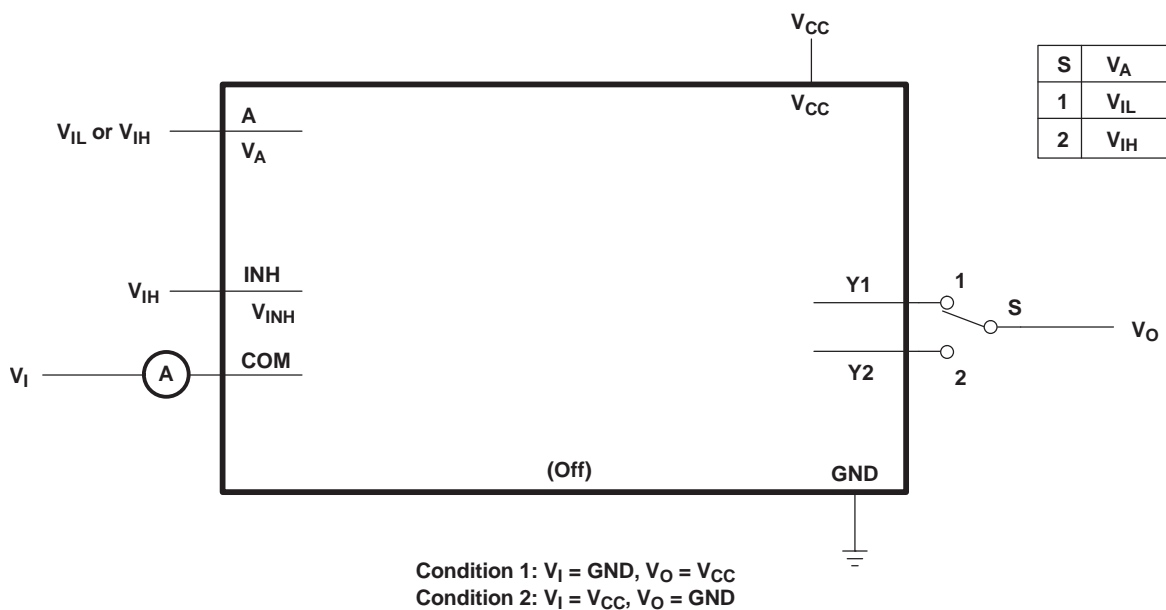 VCC
S VA
1 VIL
2 VIH
VCC
A
VIL or VIH
VA
INH
VIH
VINH
COM
VI
A
Y1
1
S
VO
Y2
2
(Off)
GND
Condition 1: VI = GND, VO = VCC
Condition 2: VI = VCC, VO = GND